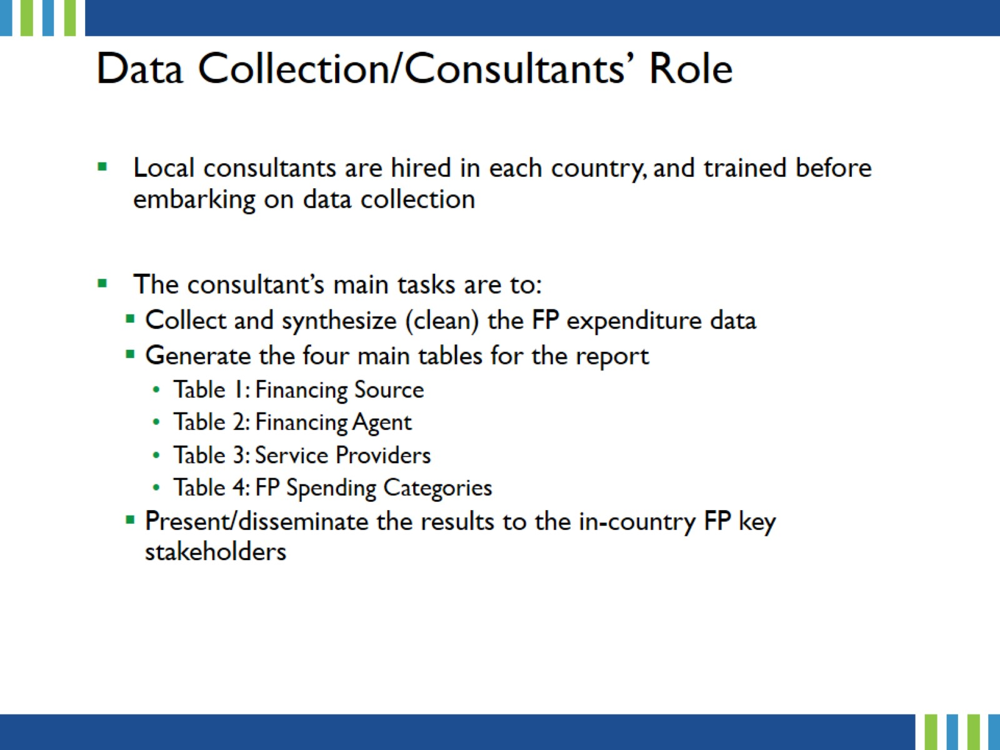 Data Collection/Consultants’ Role
▪ Local consultants are hired in each country, and trained before
embarking on data collection
▪ The consultant’s main tasks are to:
▪ Collect and synthesize (clean) the FP expenditure data
▪ Generate the four main tables for the report
• Table 1: Financing Source
• Table 2: Financing Agent
• Table 3: Service Providers
• Table 4: FP Spending Categories
▪ Present/disseminate the results to the in-country FP key
stakeholders